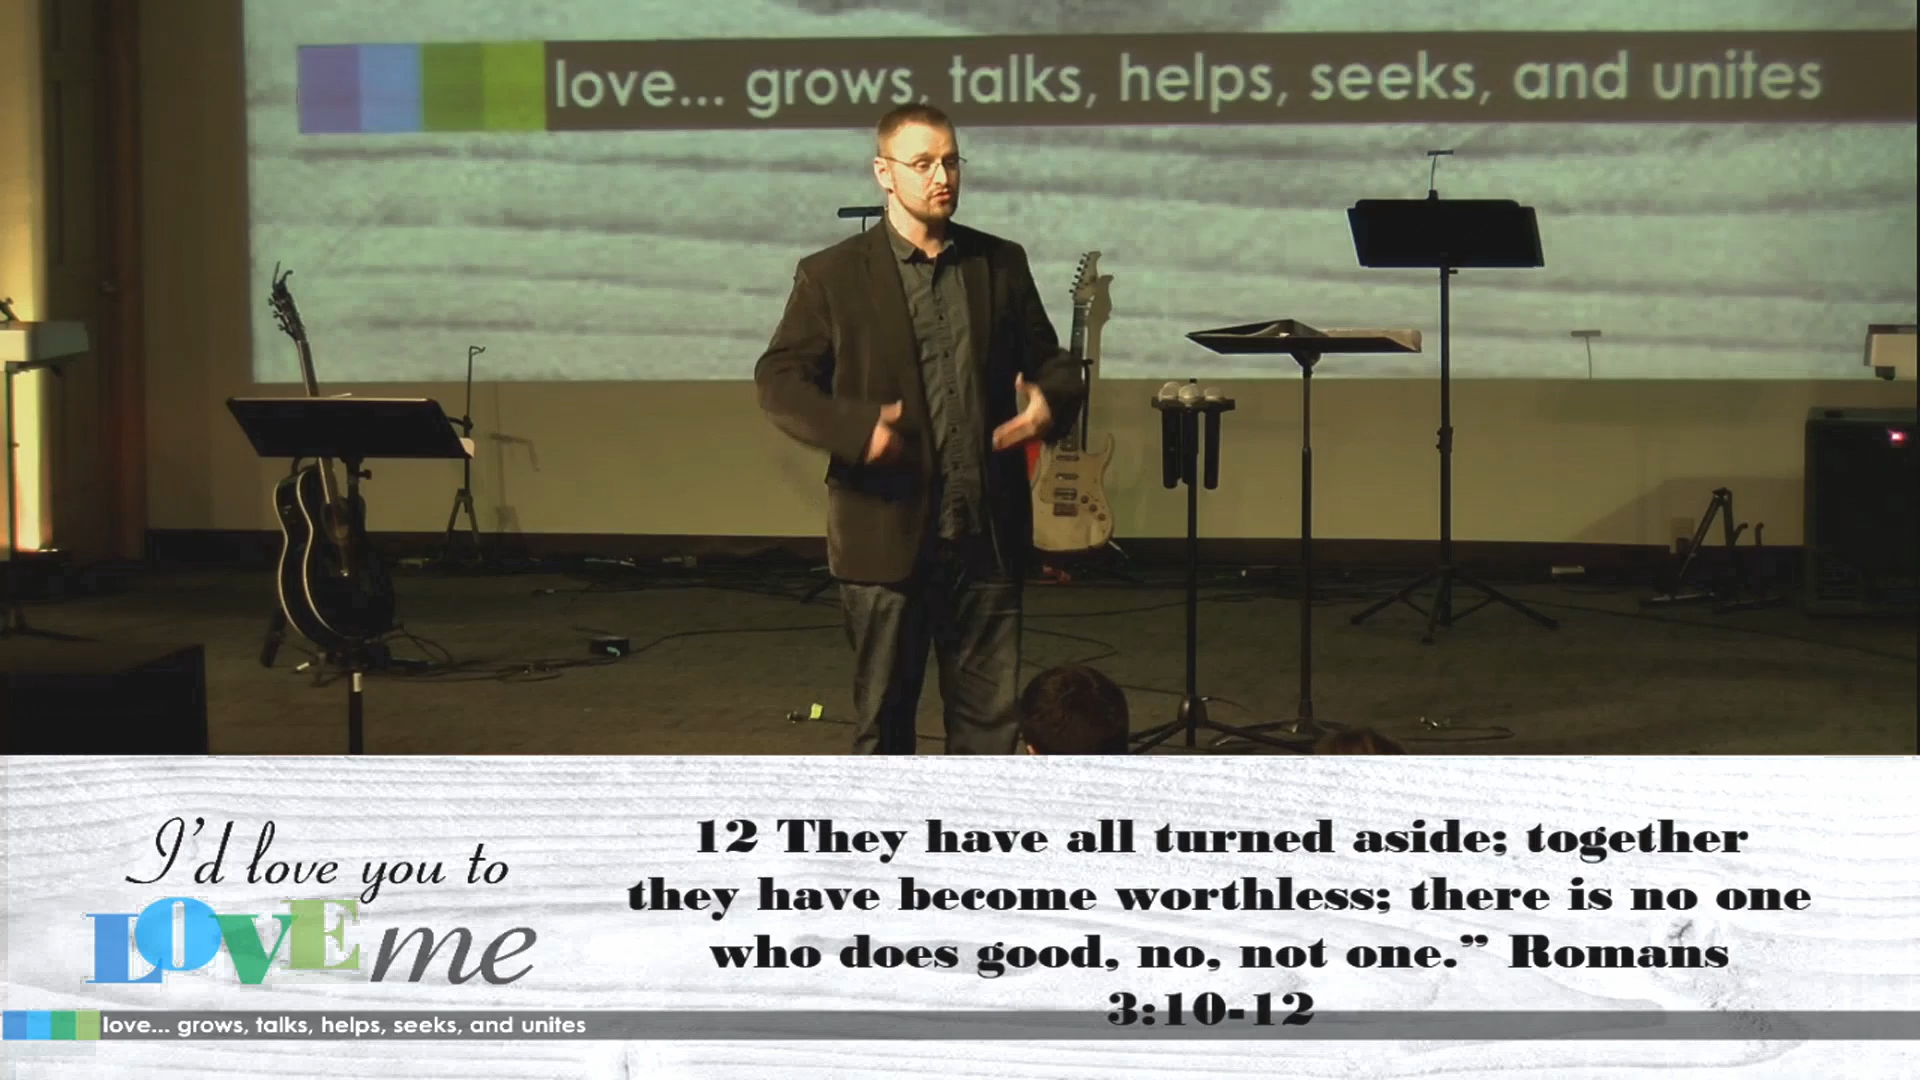 love... grows, talks, helps, seeks, and unites
I'd love you to
LOVE me
12 They have all turned aside; together
they have become worthless; there is no one
who does good, no, not one.” Romans
3:10-12
love... grows, talks, helps, seeks, and unites